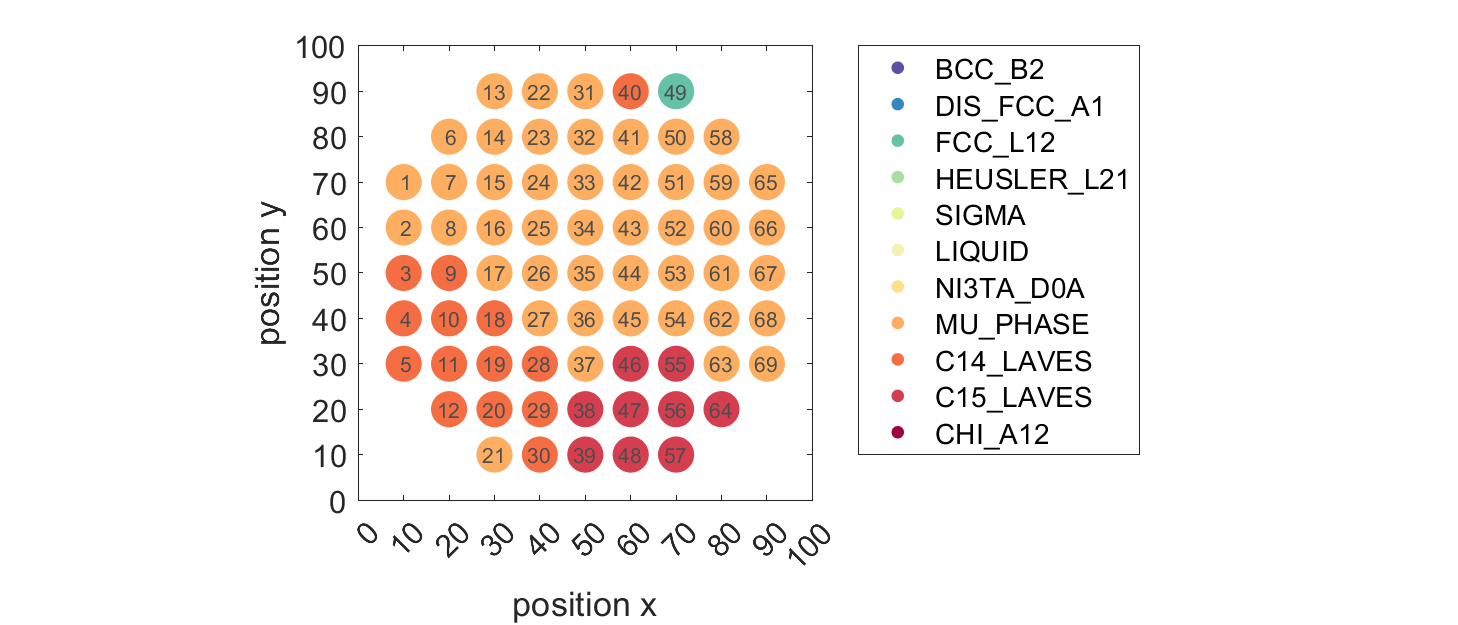 100
90
80
70
60
50
40
30
20
10
0
position y
13 22 31 40 49
6 14 23 32 41 50 58
1 7 15 24 33 42 51 59 65
2 8 16 25 34 43 52 60 66
3 9 17 26 35 44 53 61 67
4 10 18 27 36 45 54 62 68
5 11 19 28 37 46 55 63 69
12 20 29 38 47 56 64
21 30 39 48 57
0 10 20 30 40 50 60 70 80 90 100
position x
BCC_B2
DIS_FCC_A1
FCC_L12
HEUSLER_L21
SIGMA
LIQUID
NI3TA_D0A
MU_PHASE
C14_LAVES
C15_LAVES
CHI_A12